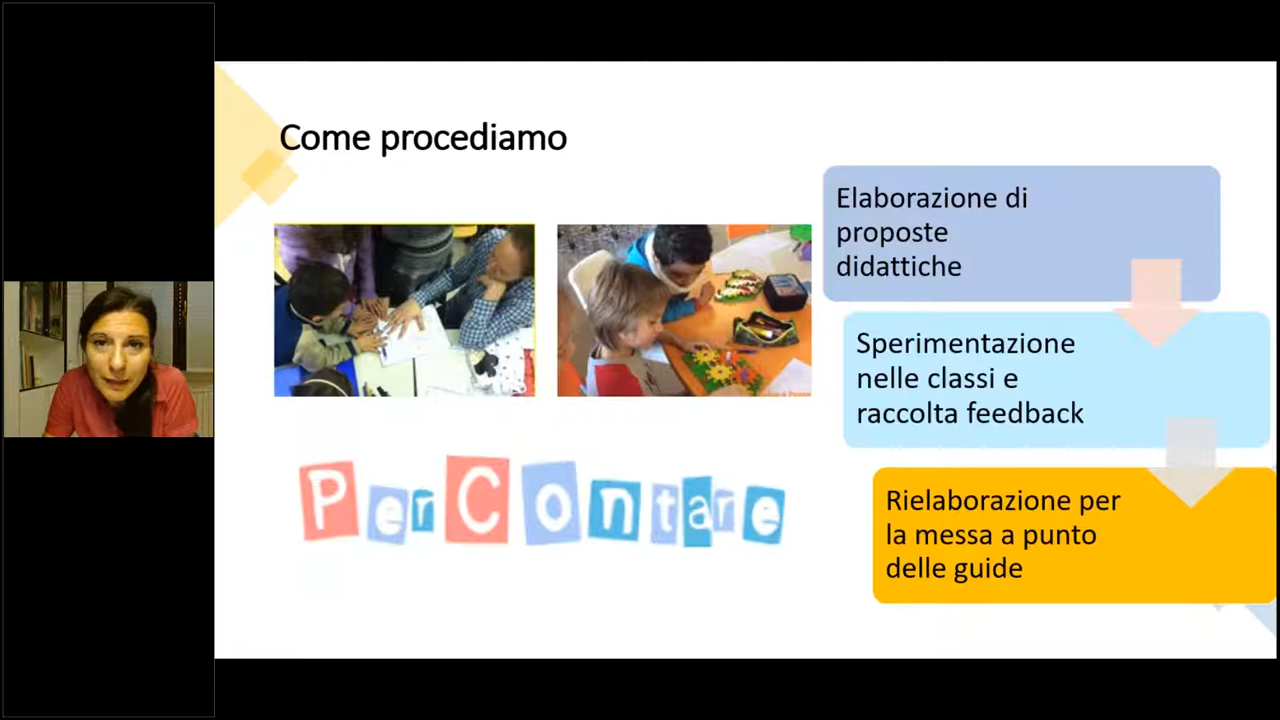 Come procediamo
Elaborazione di
proposte
didattiche
Sperimentazione
nelle classi e
raccolta feedback
PerContare
Rielaborazione per
la messa a punto
delle guide